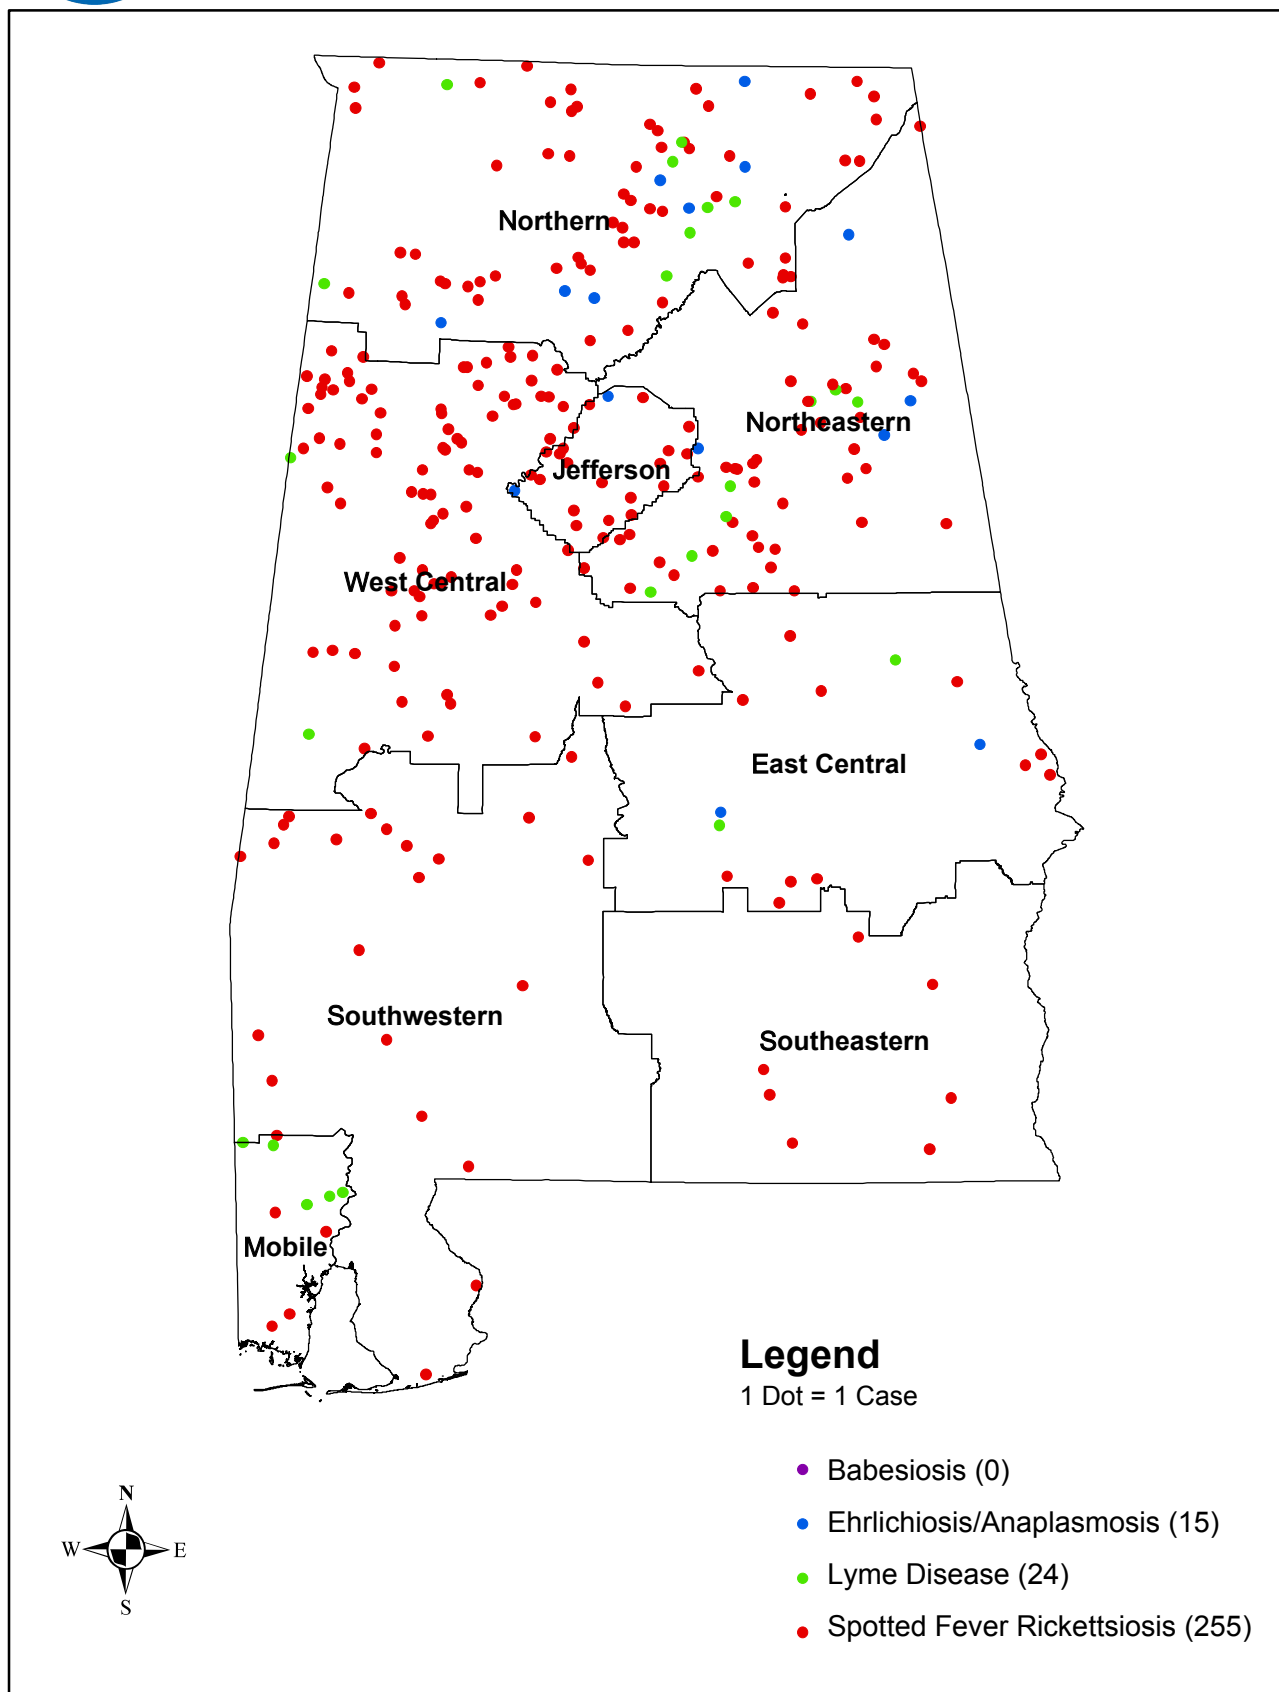 Northern
Northeastern
Jefferson
West Central
East Central
Southwestern
Southeastern
Mobile
Legend
1 Dot = 1 Case
Babesiosis (0)
Ehrlichiosis/Anaplasmosis (15)
Lyme Disease (24)
Spotted Fever Rickettsiosis (255)
N
W E
S